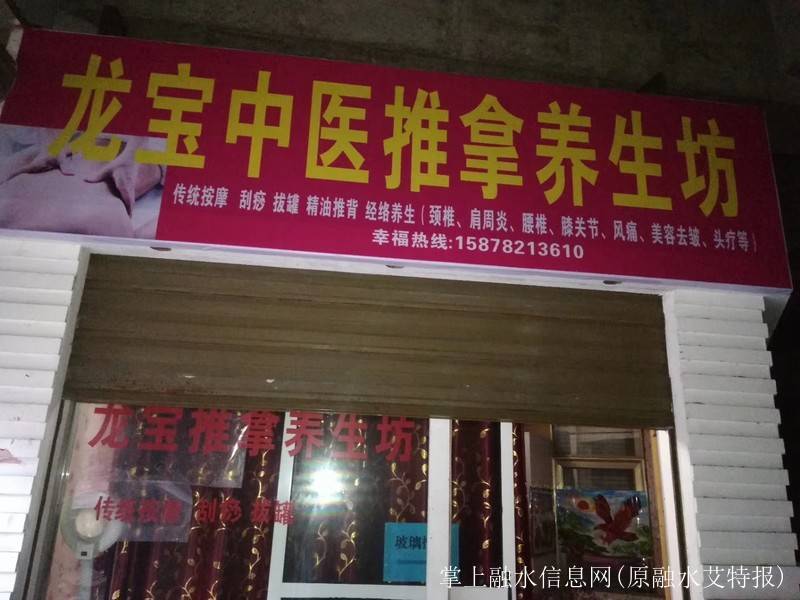 龙宝中医推拿养生坊
传统按摩 刮痧 拔罐 精油推背 经络养生(颈椎、肩周炎、腰椎、膝关节、风痛、美容去皱、头疗等)
幸福热线:15878213610
龙宝推拿养生坊
传统按摩 刮痧 拔罐
玻璃
掌上融水信息网(原融水艾特报)